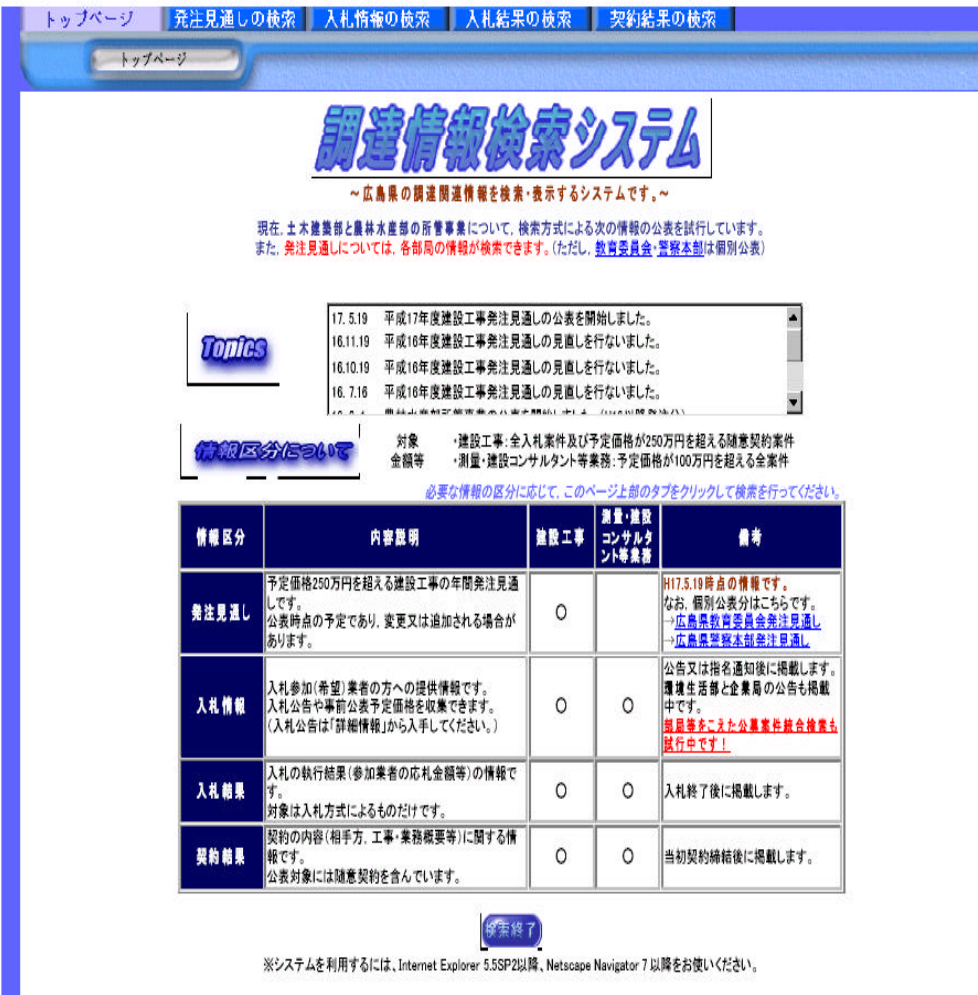 トップページ 発注見通しの検索 入札情報の検索 入札結果の検索 契約結果の検索
トップページ
調達情報検索システム
~広島県の調達関連情報を検索・表示するシステムです。~
現在, 土木建築部と農林水産部の所管事業について, 検索方式による次の情報の公表を試行しています。
また, 発注見通しについては, 各部局の情報が検索できます。(ただし, 教育委員会・警察本部は個別公表)
Topics
17. 5.19 平成17年度建設工事発注見通しの公表を開始しました。
16.11.19 平成16年度建設工事発注見通しの見直しを行ないました。
16.10.19 平成16年度建設工事発注見通しの見直しを行ないました。
16. 7.16 平成16年度建設工事発注見通しの見直しを行ないました。
情報区分について
対象 ・建設工事:全入札案件及び予定価格が250万円を超える随意契約案件
金額等 ・測量・建設コンサルタント等業務:予定価格が100万円を超える全案件
必要な情報の区分に応じて, このページ上部のタブをクリックして検索を行ってください。
情報区分 内容説明 建設工事 測量・建設
コンサルタ
ント等業務 備考
発注見通し
予定価格250万円を超える建設工事の年間発注見通
しです。
公表時点の予定であり, 変更又は追加される場合が
あります。
○
H17.5.19時点の情報です。
なお, 個別公表分はこちらです。
→広島県教育委員会発注見通し
→広島県警察本部発注見通し
入札情報
入札参加(希望)業者の方への提供情報です。
入札公告や事前公表予定価格を収集できます。
(入札公告は「詳細情報」から入手してください。)
○ ○
公告又は指名通知後に掲載します。
環境生活部と企業局の公告も掲載
中です。
部局等をこえた公募案件統合検索も
試行中です！
入札結果
入札の執行結果(参加業者の応札金額等)の情報で
す。
対象は入札方式によるものだけです。
○ ○
入札終了後に掲載します。
契約結果
契約の内容(相手方, 工事・業務概要等)に関する情
報です。
公表対象には随意契約を含んでいます。
○ ○
当初契約締結後に掲載します。
検索終了
※システムを利用するには、Internet Explorer 5.5SP2以降、Netscape Navigator 7 以降をお使いください。